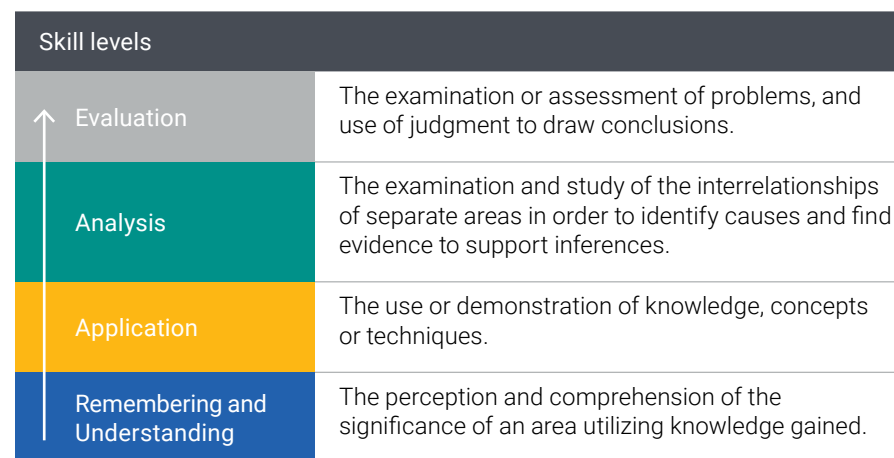 Skill levels
Evaluation
The examination or assessment of problems, and
use of judgment to draw conclusions.
Analysis
The examination and study of the interrelationships
of separate areas in order to identify causes and find
evidence to support inferences.
Application
The use or demonstration of knowledge, concepts
or techniques.
Remembering and
Understanding
The perception and comprehension of the
significance of an area utilizing knowledge gained.